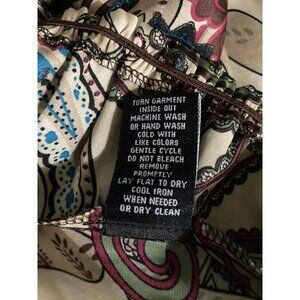 TURN GARMENT
INSIDE OUT
MACHINE WASH
OR HAND WASH
COLD WITH
LIKE COLORS
GENTLE CYCLE
DO NOT BLEACH
REMOVE
PROMPTLY
LAY FLAT TO DRY
COOL IRON
WHEN NEEDED
OR DRY CLEAN